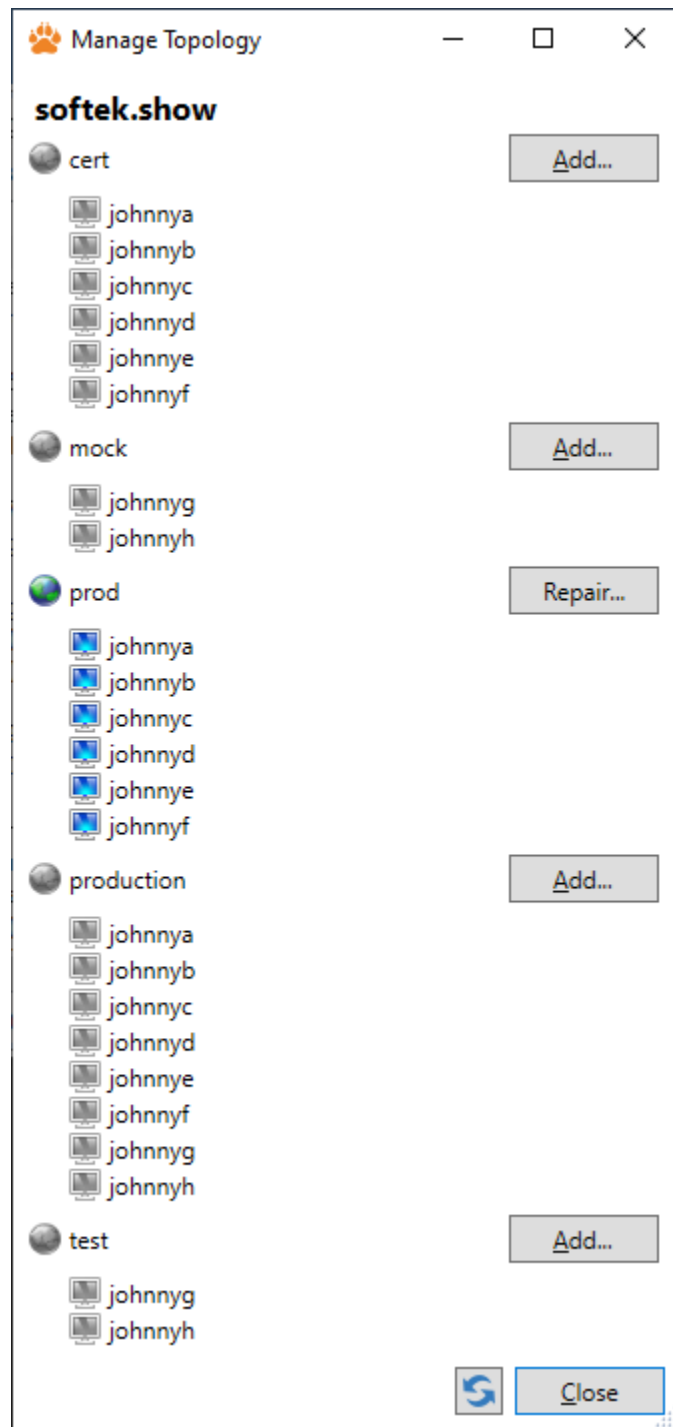 Manage Topology
softek.show
cert Add...
johnnya
johnnyb
johnnyc
johnnyd
johnnye
johnnyf
mock Add...
johnnyg
johnnyh
prod Repair...
johnnya
johnnyb
johnnyc
johnnyd
johnnye
johnnyf
production Add...
johnnya
johnnyb
johnnyc
johnnyd
johnnye
johnnyf
johnnyg
johnnyh
test Add...
johnnyg
johnnyh
Close